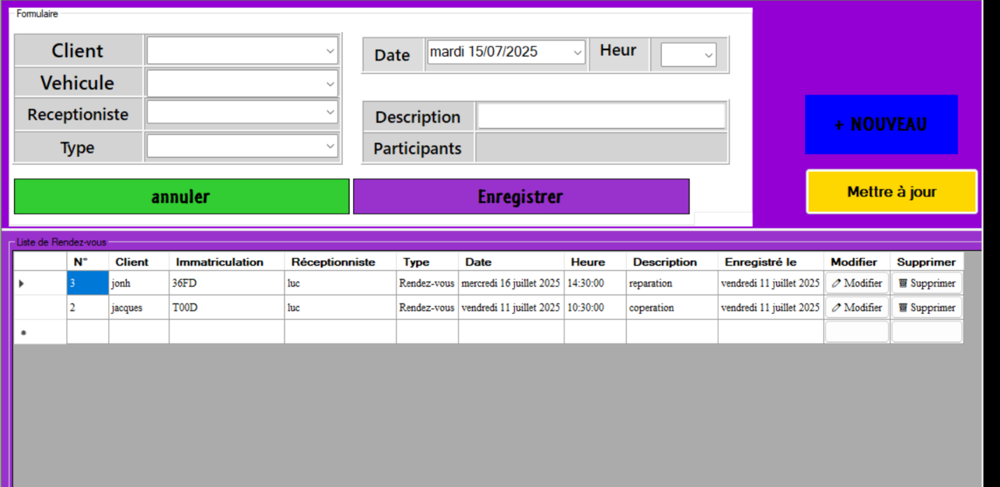 Formulaire
Client
Date mardi 15/07/2025 Heur
Vehicule
Receptioniste
Description
+ NOUVEAU
Type
Participants
annuler Enregistrer
Mettre à jour
Liste de Rendez-vous
N° Client Immatriculation Réceptionniste Type Date Heure Description Enregistré le Modifier Supprimer
3 jonh 36FD luc Rendez-vous mercredi 16 juillet 2025 14:30:00 reparation vendredi 11 juillet 2025 Modifier Supprimer
2 jacques T00D luc Rendez-vous vendredi 11 juillet 2025 10:30:00 coperation vendredi 11 juillet 2025 Modifier Supprimer